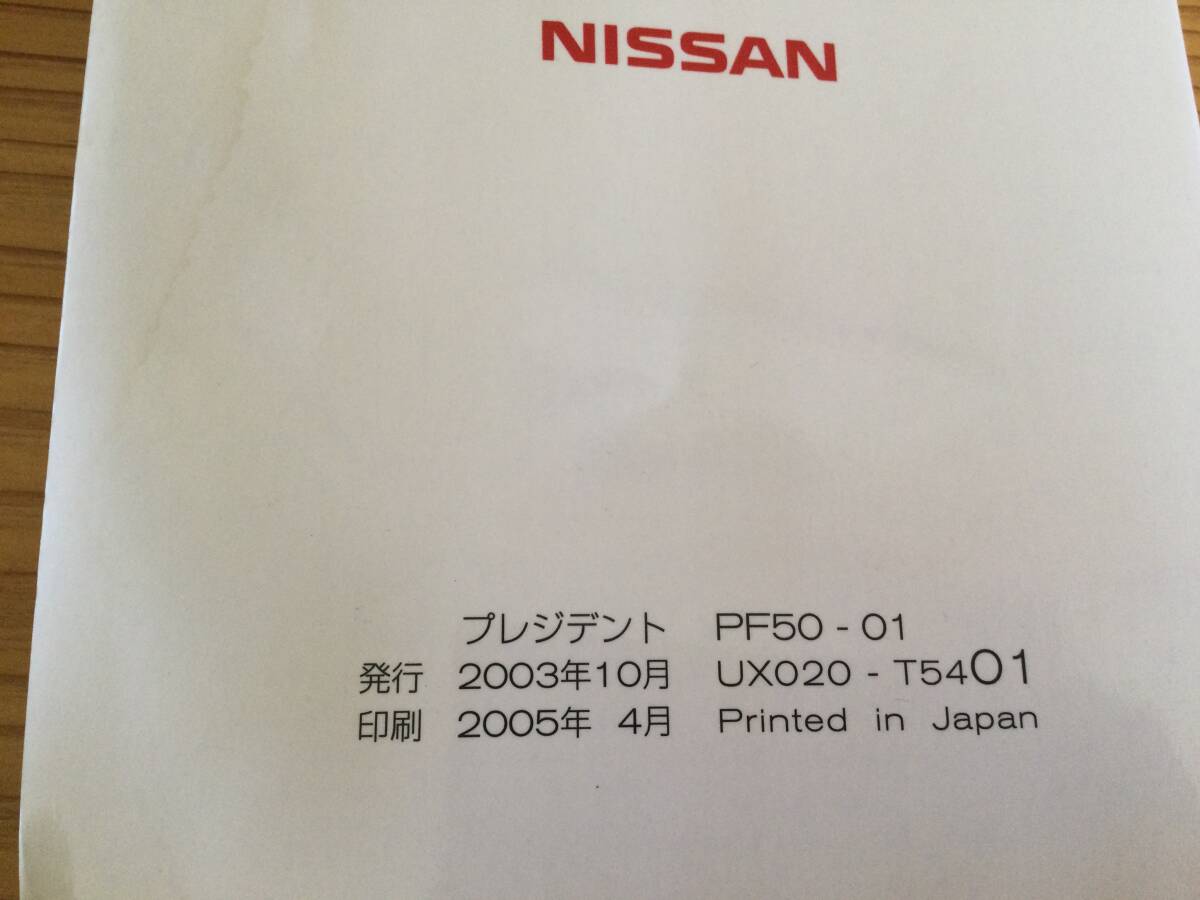 NISSAN
プレジデント PF50 - 01
発行 2003年10月 UX020 - T5401
印刷 2005年 4月 Printed in Japan